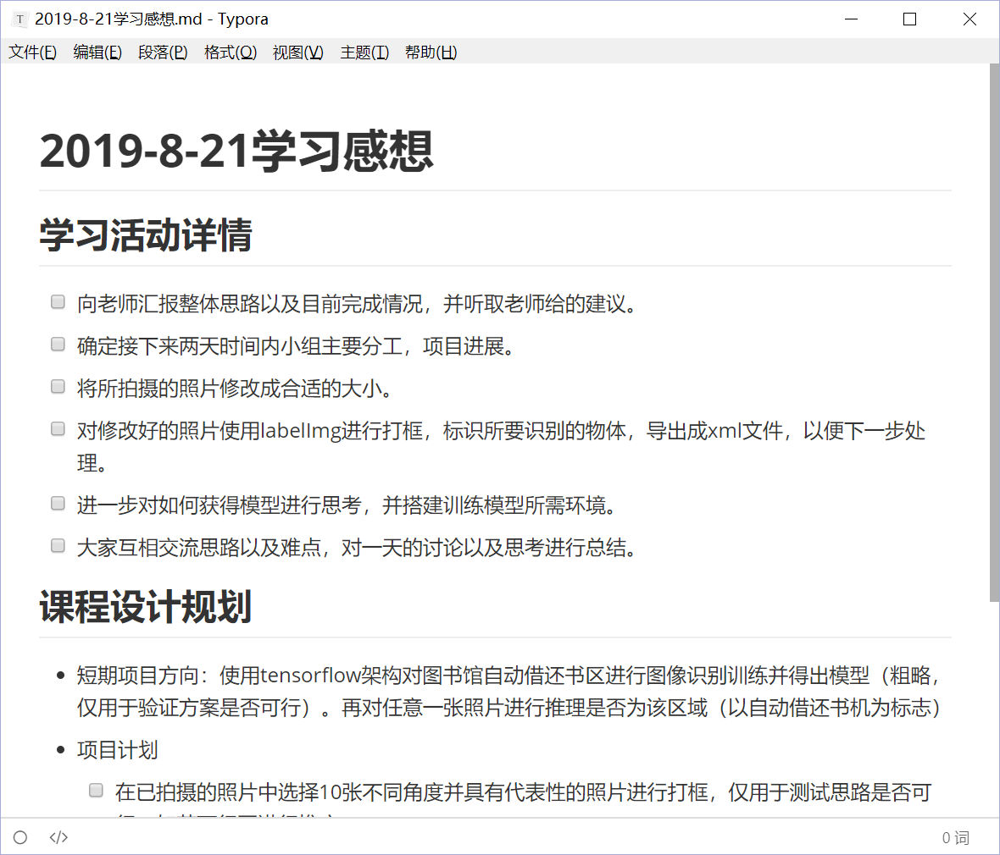 T 2019-8-21学习感想.md - Typora
文件(F) 编辑(E) 段落(P) 格式(O) 视图(V) 主题(T) 帮助(H)
2019-8-21学习感想
学习活动详情
向老师汇报整体思路以及目前完成情况，并听取老师给的建议。
确定接下来两天时间内小组主要分工，项目进展。
将所拍摄的照片修改成合适的大小。
对修改好的照片使用labelImg进行打框，标识所要识别的物体，导出成xml文件，以便下一步处
理。
进一步对如何获得模型进行思考，并搭建训练模型所需环境。
大家互相交流思路以及难点，对一天的讨论以及思考进行总结。
课程设计规划
短期项目方向：使用tensorflow架构对图书馆自动借还书区进行图像识别训练并得出模型（粗略，
仅用于验证方案是否可行）。再对任意一张照片进行推理是否为该区域（以自动借还书机为标志）
项目计划
在已拍摄的照片中选择10张不同角度并具有代表性的照片进行打框，仅用于测试思路是否可
</> 0 词